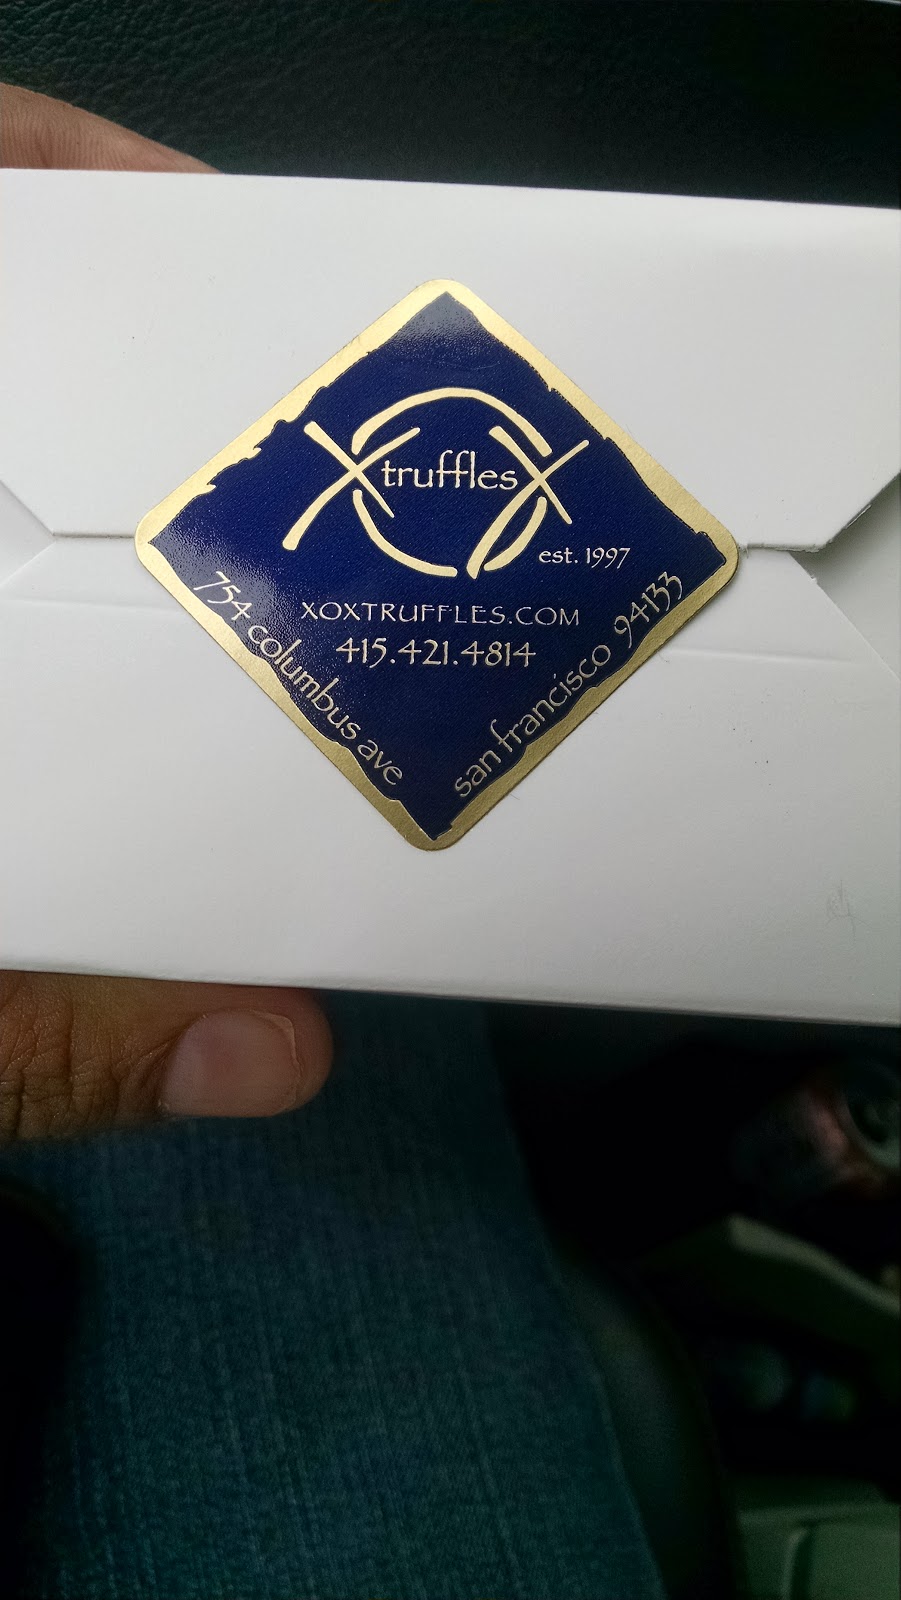 XOX truffles
est. 1997
XOXTRUFFLES.COM
415.421.4814
754 columbus ave
san francisco 94133